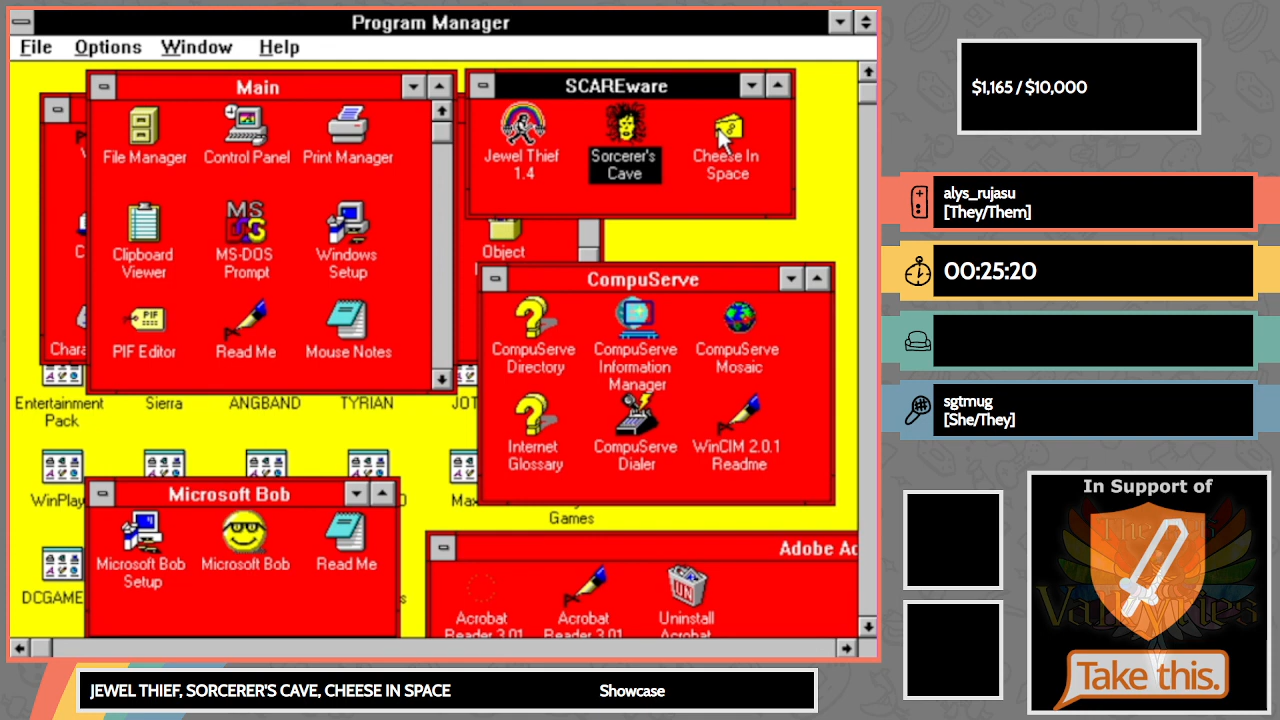 Program Manager
File Options Window Help
Main
File Manager
Control Panel
Print Manager
Clipboard
Viewer
MS-DOS
Prompt
Windows
Setup
PIF Editor
Read Me
Mouse Notes
SCAREware
Jewel Thief
1.4
Sorcerer's
Cave
Cheese In
Space
Object
CompuServe
CompuServe
Directory
CompuServe
Information
Manager
CompuServe
Mosaic
Internet
Glossary
CompuServe
Dialer
WinCIM 2.0.1
Readme
Entertainment
Pack
Sierra
ANGBAND
TYRIAN
Games
Microsoft Bob
Microsoft Bob
Setup
Microsoft Bob
Read Me
Acrobat
Reader 3.01
Acrobat
Reader 3.01
Uninstall
Acrobat
Adobe
$1,165 / $10,000
alys_rujasu
[They/Them]
00:25:20
sgtmug
[She/They]
In Support of
Take this.
JEWEL THIEF, SORCERER'S CAVE, CHEESE IN SPACE
Showcase